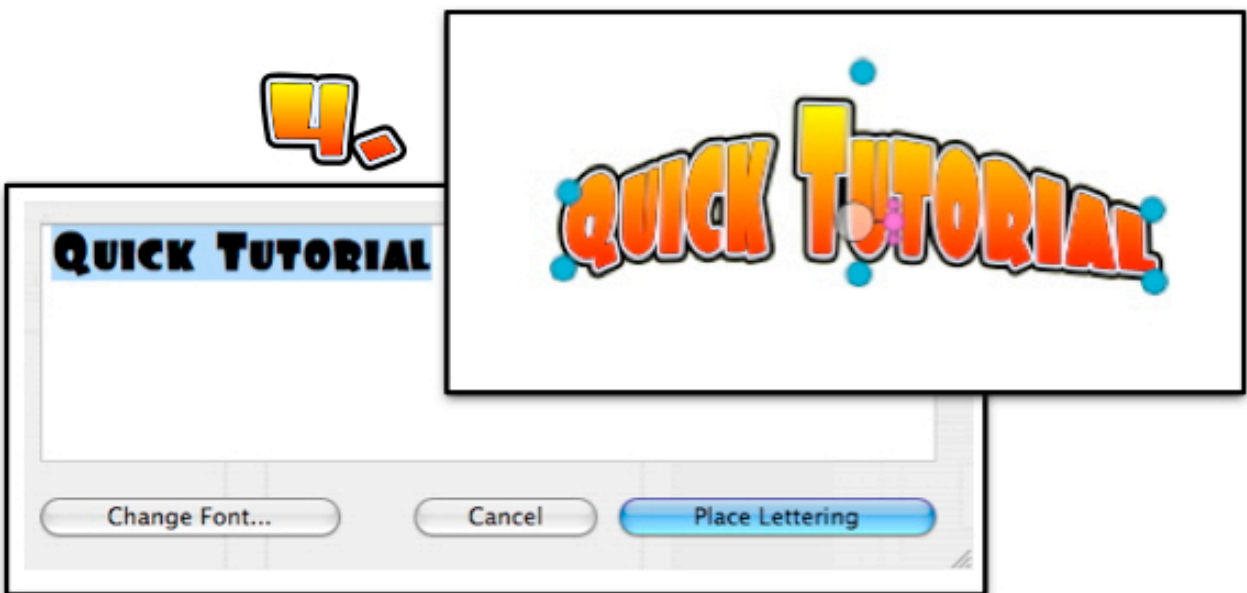 4.
QUICK TUTORIAL
QUICK TUTORIAL
Change Font...
Cancel
Place Lettering